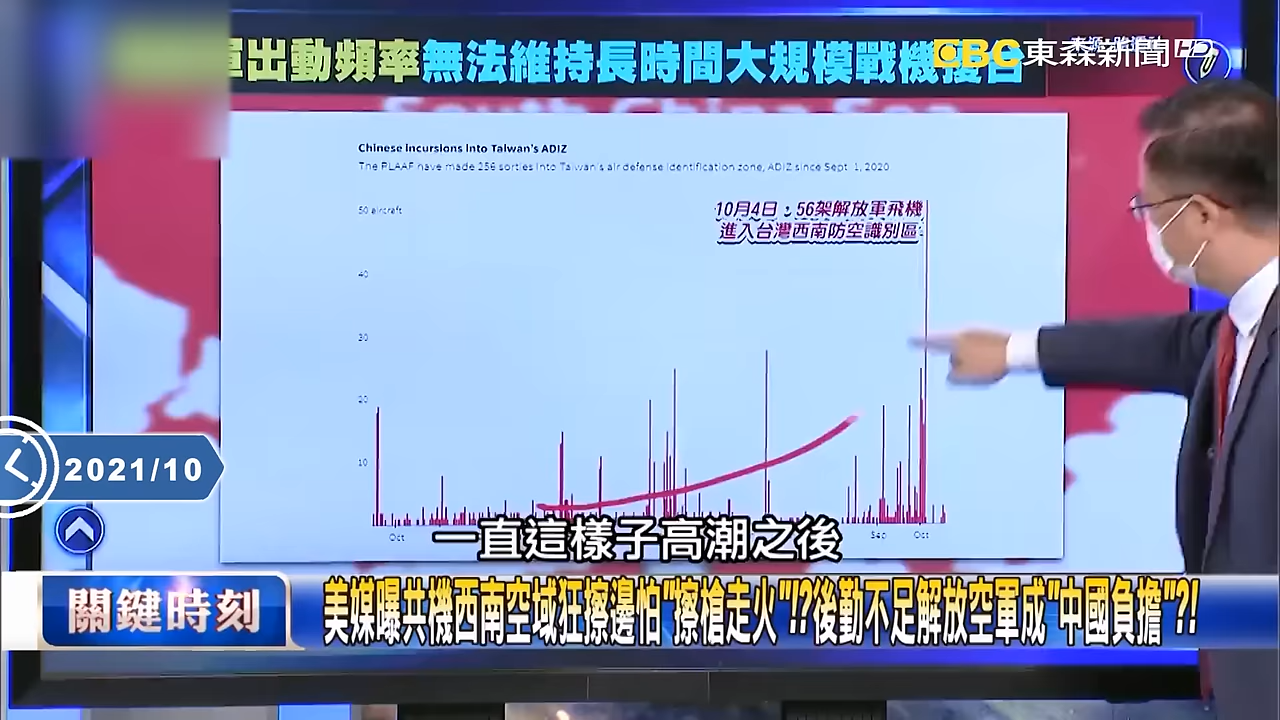 出動頻率無法維持長時間大規模戰機
EBC 東森新聞 HD
South China Sea
Chinese incursions into Taiwan's ADIZ
The PLAAF have made 256 sorties into Taiwan's air defense identification zone, ADIZ since Sept. 1, 2020
50 aircraft
10月4日，56架解放軍飛機
進入台灣西南防空識別區
40
30
20
10
2021/10
Oct
Sep
Oct
一直這樣子高潮之後
關鍵時刻
美媒曝共機西南空域狂擦邊怕"擦槍走火"!?後勤不足解放空軍成"中國負擔"?!